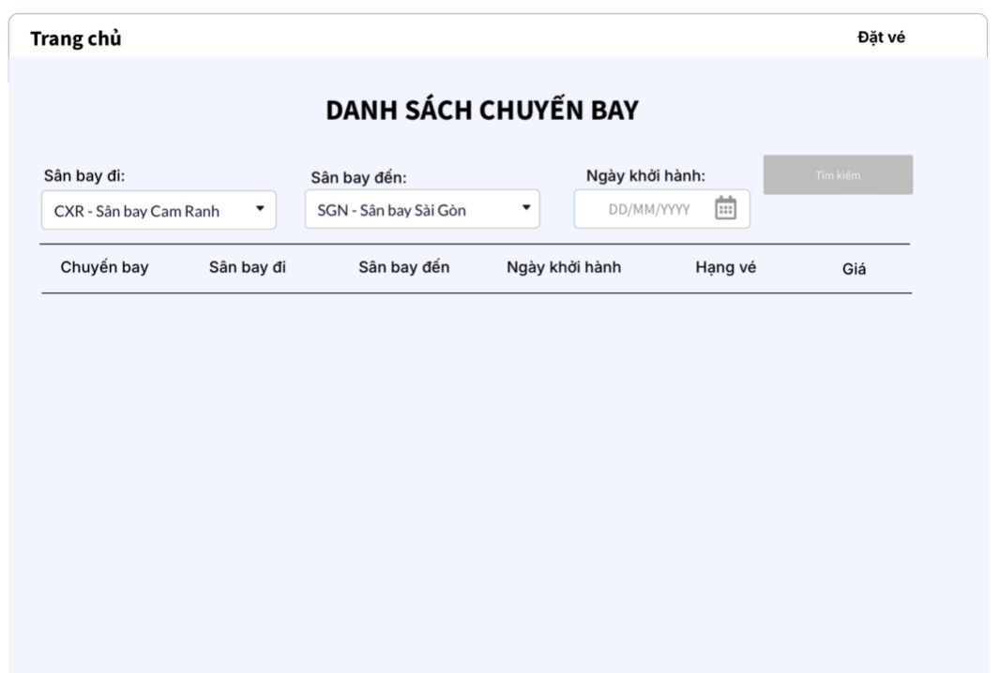 Trang chủ
Đặt vé
DANH SÁCH CHUYẾN BAY
Sân bay đi:
Sân bay đến:
Ngày khởi hành:
Tìm kiếm
CXR - Sân bay Cam Ranh
SGN - Sân bay Sài Gòn
DD/MM/YYYY
Chuyến bay Sân bay đi Sân bay đến Ngày khởi hành Hạng vé Giá